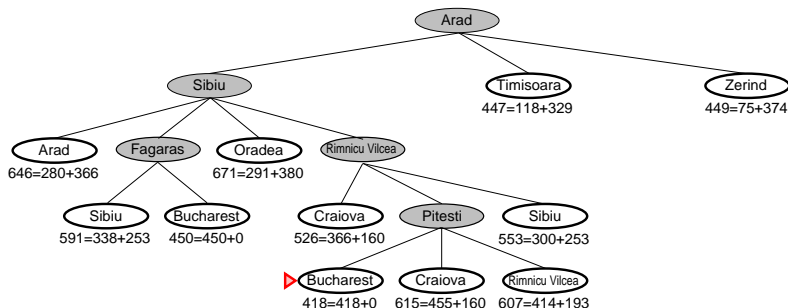 Arad
Sibiu Timisoara Zerind
447=118+329 449=75+374
Arad Fagaras Oradea Rimnicu Vilcea
646=280+366 671=291+380
Sibiu Bucharest Craiova Pitesti Sibiu
591=338+253 450=450+0 526=366+160 553=300+253
Bucharest Craiova Rimnicu Vilcea
418=418+0 615=455+160 607=414+193